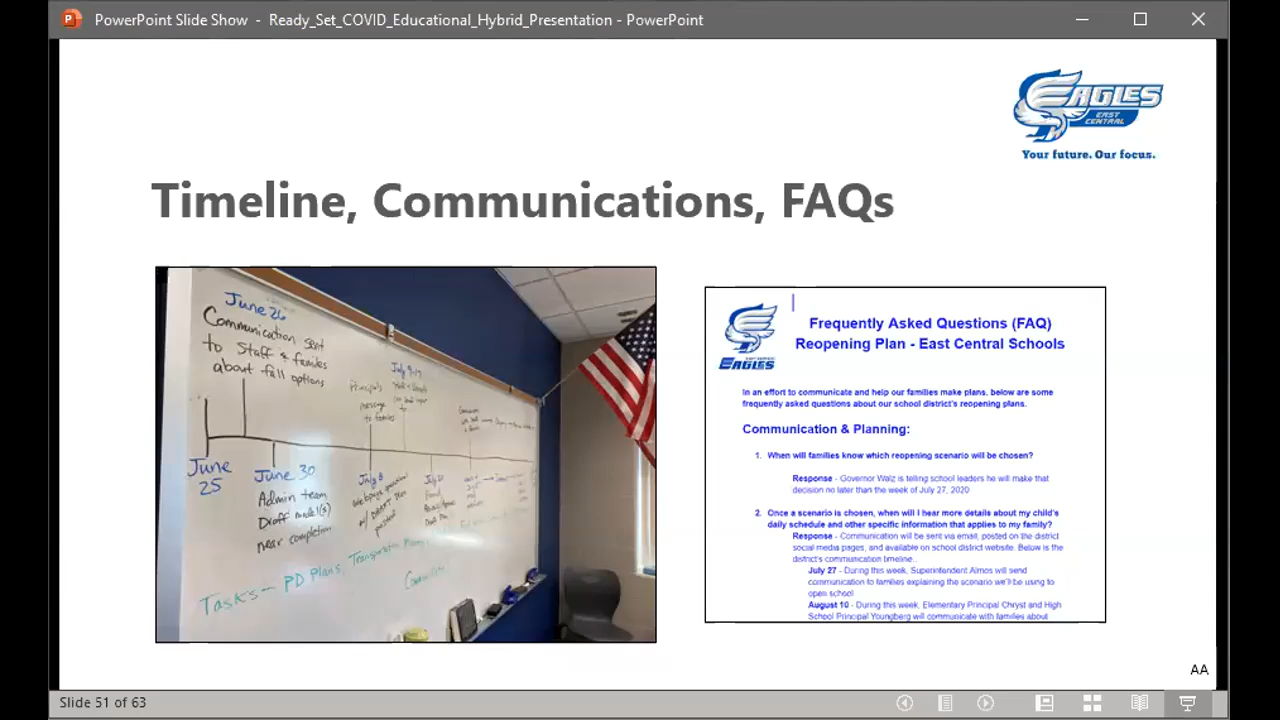 PowerPoint Slide Show - Ready_Set_COVID_Educational_Hybrid_Presentation - PowerPoint
EAGLES
EAST
CENTRAL
Your future. Our focus.
Timeline, Communications, FAQs
June 26
Communication sent
to Staff & families
about fall options
Principals
message
to families
June
25
June 30
Admin team
Draft model(s)
near completion
July 8
w/ DRAFT
posted
Tasks - PD Plans, Transportation
Frequently Asked Questions (FAQ)
Reopening Plan - East Central Schools
EAGLES
In an effort to communicate and help our families make plans, below are some
frequently asked questions about our school district's reopening plans.
Communication & Planning:
1. When will families know which reopening scenario will be chosen?
Response - Governor Walz is telling school leaders he will make that
decision no later than the week of July 27, 2020
2. Once a scenario is chosen, when will I hear more details about my child's
daily schedule and other specific information that applies to my family?
Response - Communication will be sent via email, posted on the district
social media pages, and available on school district website. Below is the
district's communication timeline.
July 27 - During this week, Superintendent Almos will send
communication to families explaining the scenario we'll be using to
open school
August 10 - During this week, Elementary Principal Chryst and High
School Principal Youngberg will communicate with families about
AA
Slide 51 of 63